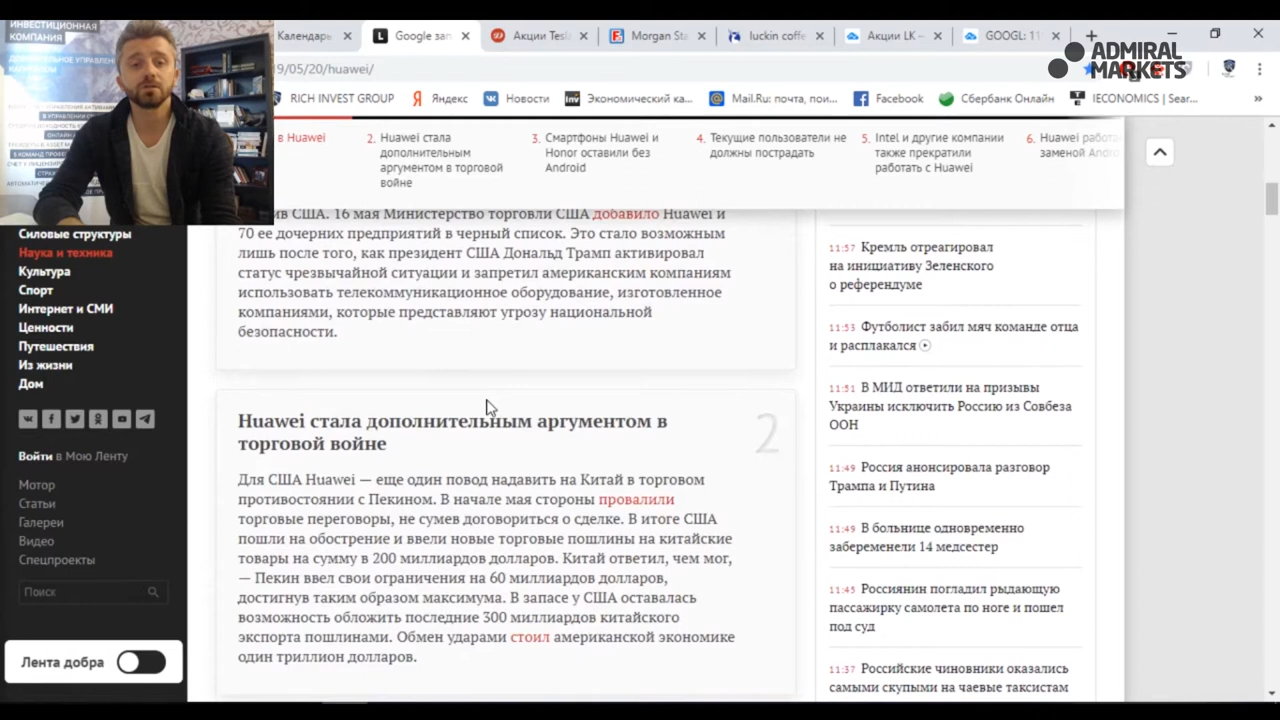 ИНВЕСТИЦИОННАЯ
КОМПАНИЯ
Календарь
Google зап
Акции Tesl
Morgan Sta
luckin coffe
Акции LK –
GOOGL: 11
ADMIRAL
MARKETS
9/05/20/huawei/
RICH INVEST GROUP
Яндекс
Новости
Экономический ка...
Mail.Ru: почта, пои...
Facebook
Сбербанк Онлайн
IECONOMICS | Sear...
в Huawei
2. Huawei стала
дополнительным
аргументом в торговой
войне
3. Смартфоны Huawei и
Honor оставили без
Android
4. Текущие пользователи не
должны пострадать
5. Intel и другие компании
также прекратили
работать с Huawei
6. Huawei работа
заменой Andro
Силовые структуры
Наука и техника
Культура
Спорт
Интернет и СМИ
Ценности
Путешествия
Из жизни
Дом
Войти в Мою Ленту
Мотор
Статьи
Галереи
Видео
Спецпроекты
Поиск
Лента добра
США. 16 мая Министерство торговли США добавило Huawei и
70 ее дочерних предприятий в черный список. Это стало возможным
лишь после того, как президент США Дональд Трамп активировал
статус чрезвычайной ситуации и запретил американским компаниям
использовать телекоммуникационное оборудование, изготовленное
компаниями, которые представляют угрозу национальной
безопасности.
Huawei стала дополнительным аргументом в
торговой войне
2
Для США Huawei — еще один повод надавить на Китай в торговом
противостоянии с Пекином. В начале мая стороны провалили
торговые переговоры, не сумев договориться о сделке. В итоге США
пошли на обострение и ввели новые торговые пошлины на китайские
товары на сумму в 200 миллиардов долларов. Китай ответил, чем мог,
— Пекин ввел свои ограничения на 60 миллиардов долларов,
достигнув таким образом максимума. В запасе у США оставалась
возможность обложить последние 300 миллиардов китайского
экспорта пошлинами. Обмен ударами стоил американской экономике
один триллион долларов.
11:57 Кремль отреагировал
на инициативу Зеленского
о референдуме
11:53 Футболист забил мяч команде отца
и расплакался
11:51 В МИД ответили на призывы
Украины исключить Россию из Совбеза
ООН
11:49 Россия анонсировала разговор
Трампа и Путина
11:49 В больнице одновременно
забеременели 14 медсестер
11:45 Россиянин погладил рыдающую
пассажирку самолета по ноге и пошел
под суд
11:37 Российские чиновники оказались
самыми скупыми на чаевые таксистам